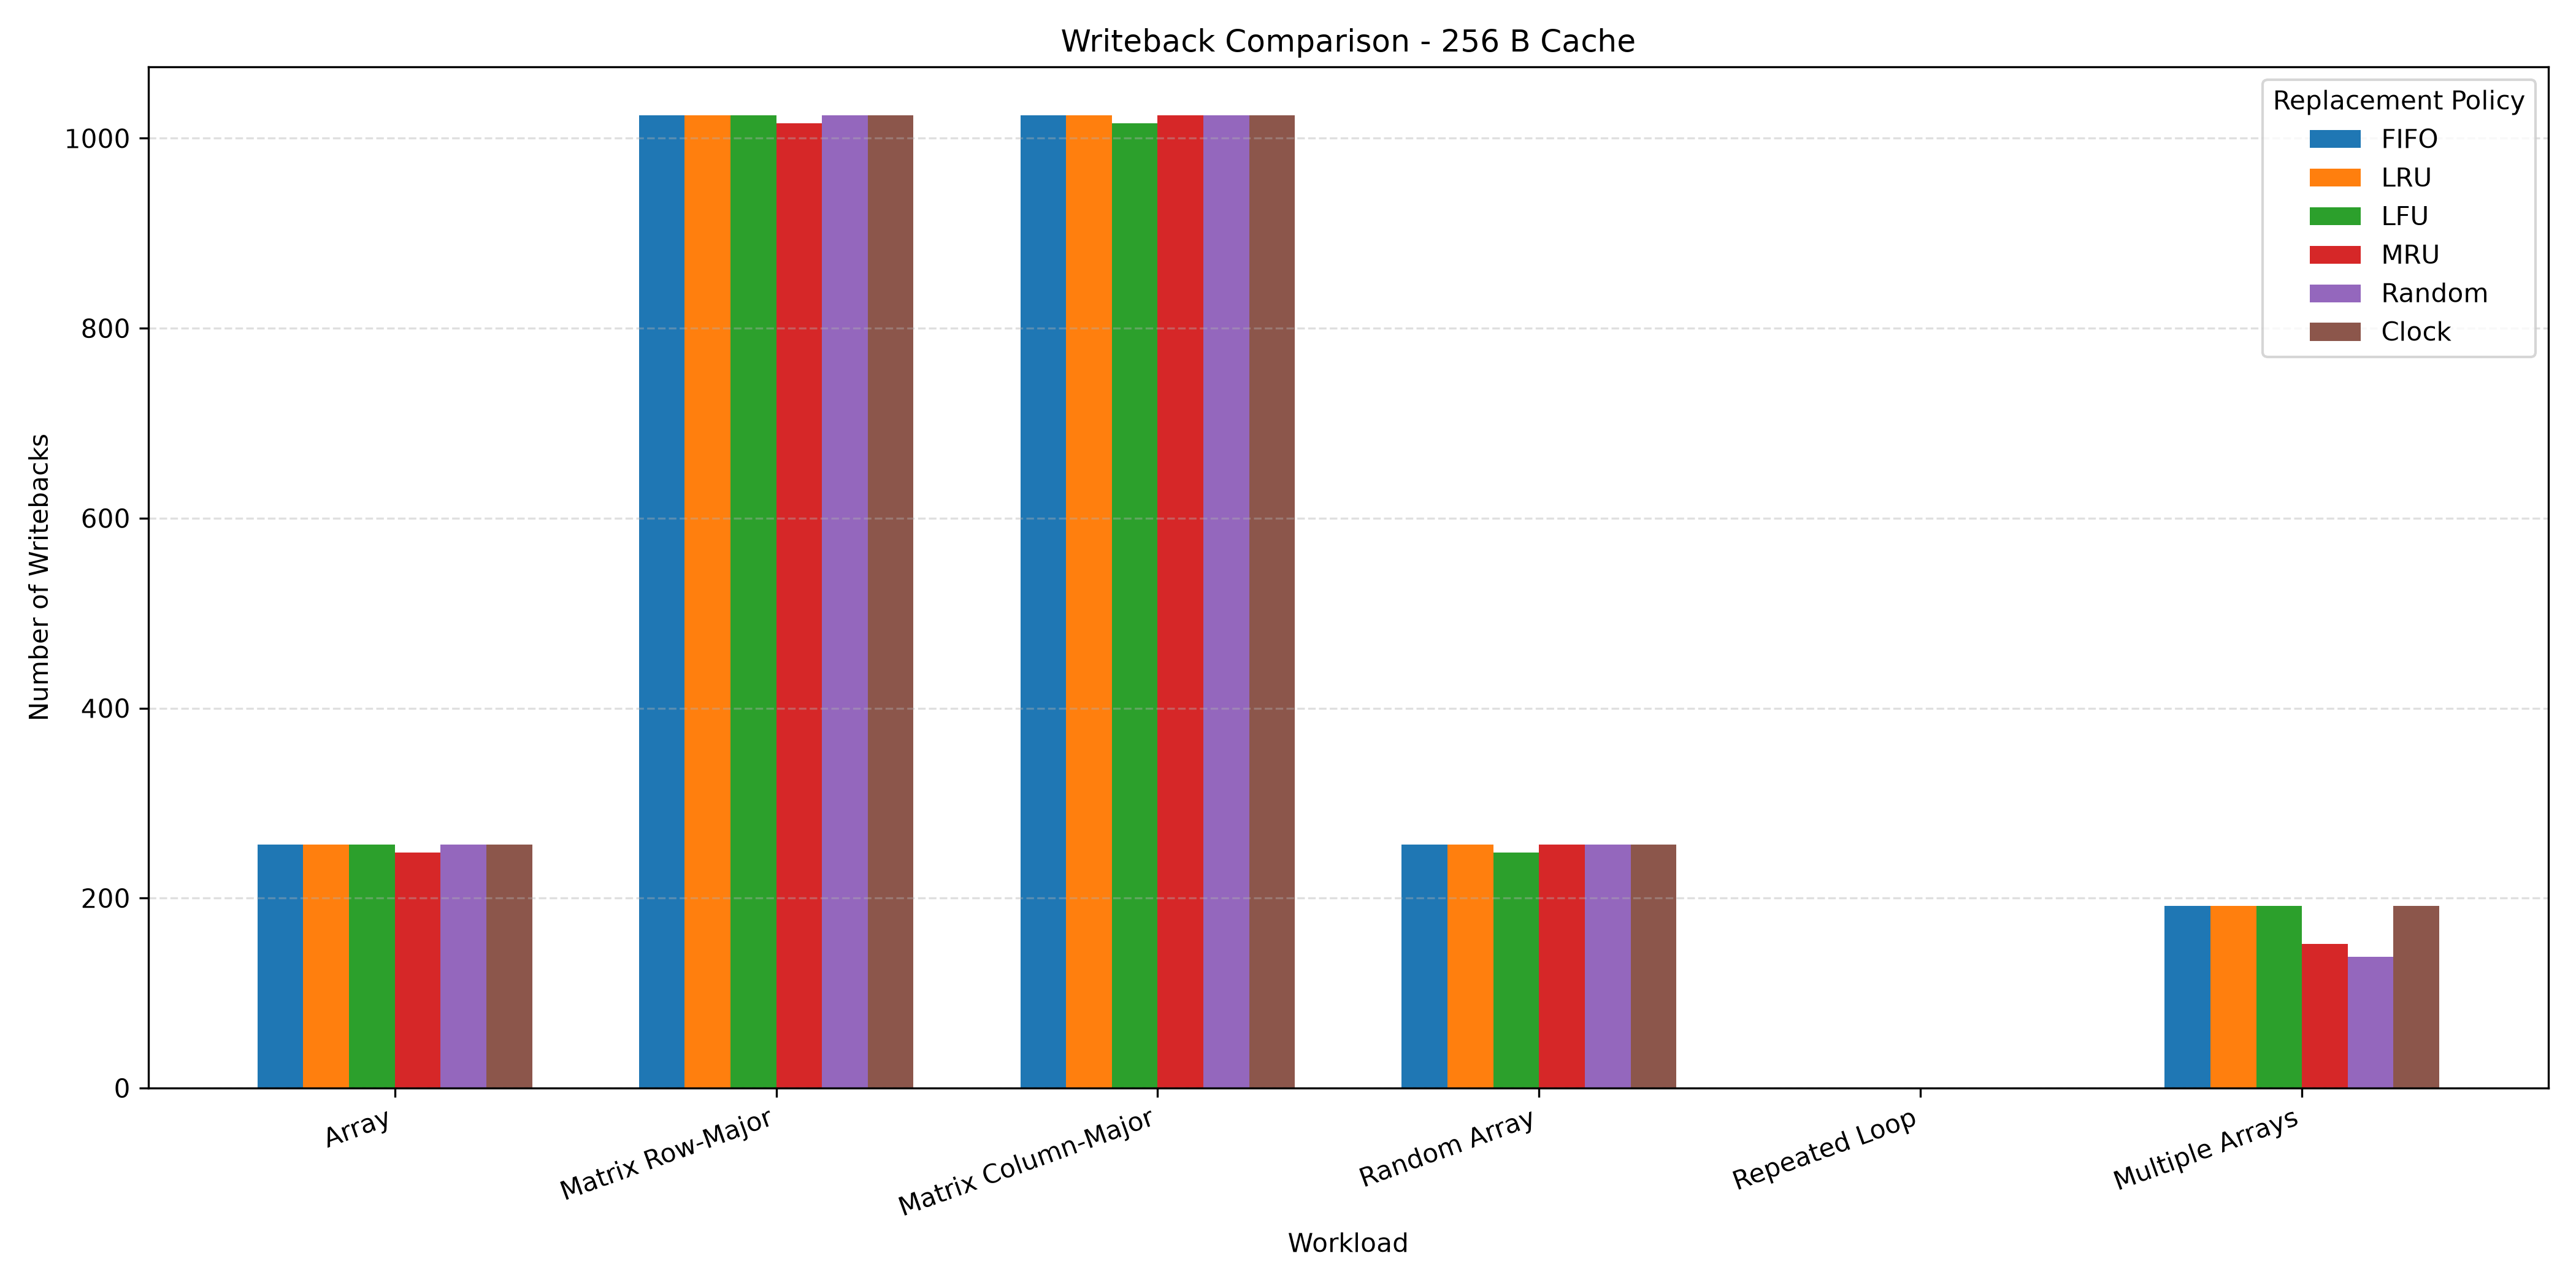 Writeback Comparison - 256 B Cache
Number of Writebacks
1000
800
600
400
200
0
Replacement Policy
FIFO
LRU
LFU
MRU
Random
Clock
Array
Matrix Row-Major
Matrix Column-Major
Random Array
Repeated Loop
Multiple Arrays
Workload